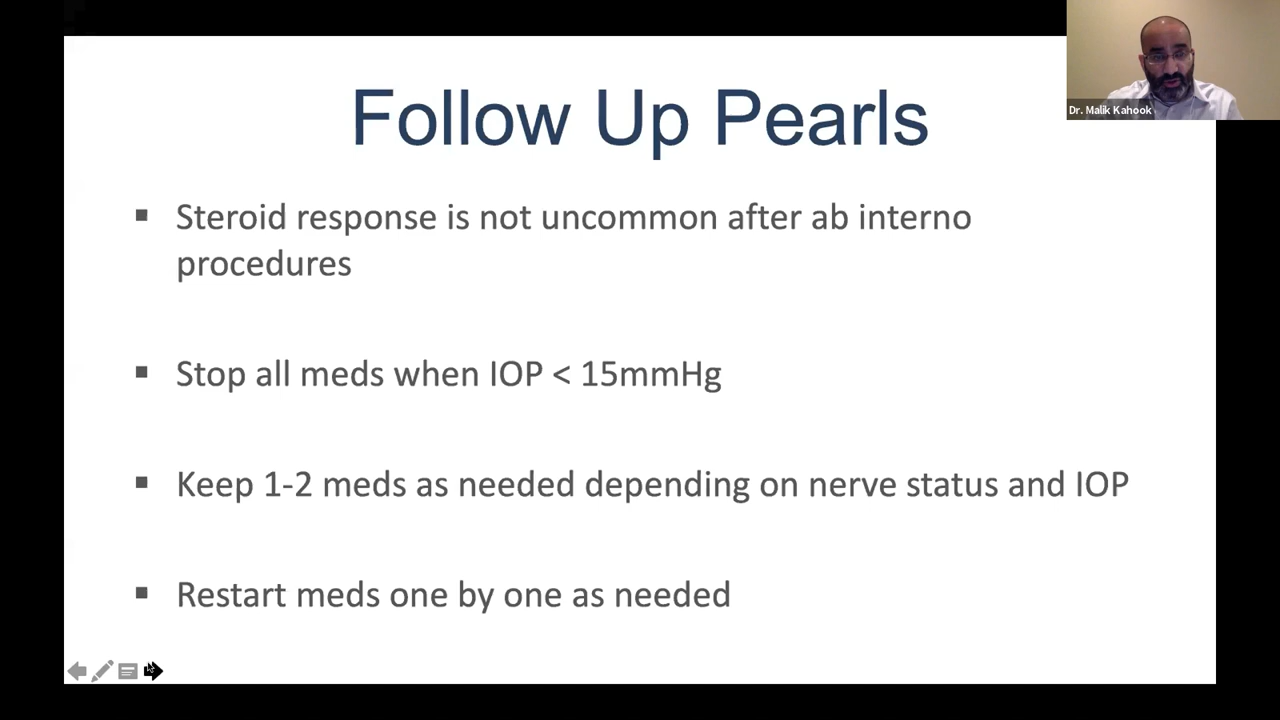 Follow Up Pearls
Dr. Malik Kahook
▪ Steroid response is not uncommon after ab interno
procedures
▪ Stop all meds when IOP < 15mmHg
▪ Keep 1-2 meds as needed depending on nerve status and IOP
▪ Restart meds one by one as needed